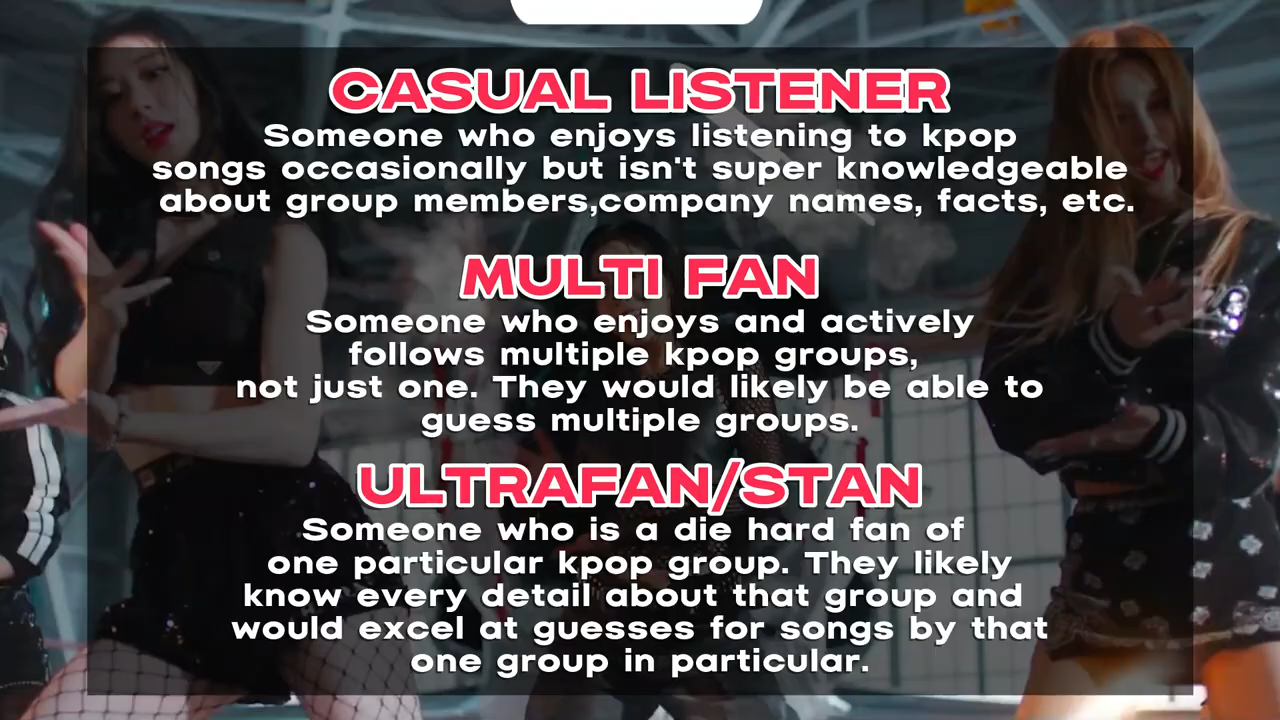 CASUAL LISTENER
Someone who enjoys listening to kpop
songs occasionally but isn't super knowledgeable
about group members,company names, facts, etc.
MULTI FAN
Someone who enjoys and actively
follows multiple kpop groups,
not just one. They would likely be able to
guess multiple groups.
ULTRAFAN/STAN
Someone who is a die hard fan of
one particular kpop group. They likely
know every detail about that group and
would excel at guesses for songs by that
one group in particular.